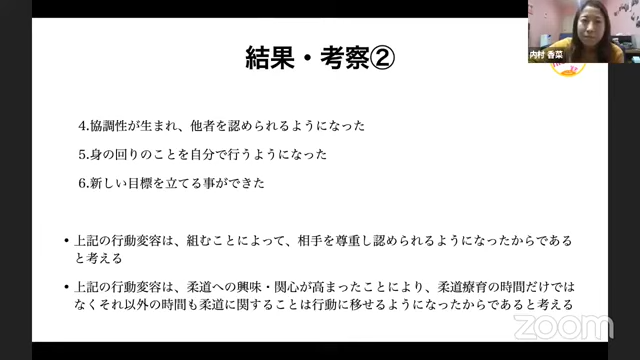 結果・考察②
内村 香菜
4.協調性が生まれ、他者を認められるようになった
5.身の回りのことを自分で行うようになった
6.新しい目標を立てる事ができた
• 上記の行動変容は、組むことによって、相手を尊重し認められるようになったからである
と考える
• 上記の行動変容は、柔道への興味・関心が高まったことにより、柔道療育の時間だけでは
なくそれ以外の時間も柔道に関することは行動に移せるようになったからであると考える
zoom